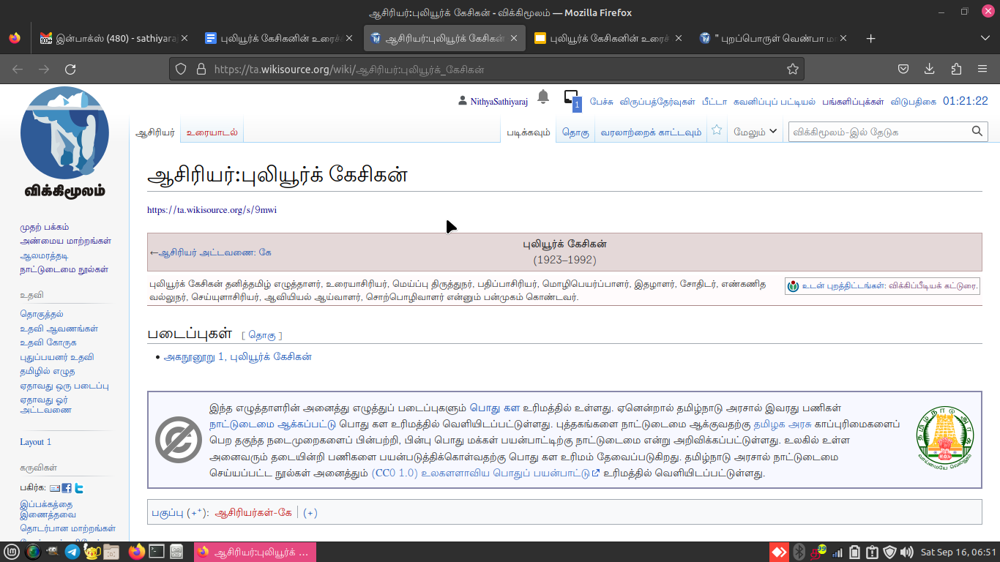 ஆசிரியர்:புலியூர்க் கேசிகன் - விக்கிமூலம் — Mozilla Firefox
இன்பாக்ஸ் (480) - sathiyara
புலியூர்க் கேசிகனின் உரைச்
ஆசிரியர்:புலியூர்க் கேசிகன்
புலியூர்க் கேசிகனின் உரைச்
" புறப்பொருள் வெண்பா மா
https://ta.wikisource.org/wiki/ஆசிரியர்:புலியூர்க்_கேசிகன்
NithyaSathiyaraj 1 பேச்சு விருப்பத்தேர்வுகள் பீட்டா கவனிப்புப் பட்டியல் பங்களிப்புக்கள் விடுபதிகை 01:21:22
ஆசிரியர் உரையாடல் படிக்கவும் தொகு வரலாற்றைக் காட்டவும் மேலும் விக்கிமூலம்-இல் தேடுக
விக்கிமூலம்
முதற் பக்கம்
அண்மைய மாற்றங்கள்
ஆலமரத்தடி
நாட்டுடைமை நூல்கள்
உதவி
தொகுத்தல்
உதவி ஆவணங்கள்
உதவி கோருக
புதுப்பயனர் உதவி
தமிழில் எழுத
ஏதாவது ஒரு படைப்பு
ஏதாவது ஓர்
அட்டவணை
Layout 1
கருவிகள்
பகிர்க:
இப்பக்கத்தை
இணைத்தவை
தொடர்பான மாற்றங்கள்
ஆசிரியர்:புலியூர்க் கேசிகன்
https://ta.wikisource.org/s/9mwi
←ஆசிரியர் அட்டவணை: கே
புலியூர்க் கேசிகன்
(1923–1992)
புலியூர்க் கேசிகன் தனித்தமிழ் எழுத்தாளர், உரையாசிரியர், மெய்ப்பு திருத்துநர், பதிப்பாசிரியர், மொழிபெயர்ப்பாளர், இதழாளர், சோதிடர், எண்கணித
வல்லுநர், செய்யுளாசிரியர், ஆவியியல் ஆய்வாளர், சொற்பொழிவாளர் என்னும் பன்முகம் கொண்டவர்.
உடன் புறத்திட்டங்கள்: விக்கிப்பீடியக் கட்டுரை.
படைப்புகள் [ தொகு ]
• அகநூனூறு 1, புலியூர்க் கேசிகன்
இந்த எழுத்தாளரின் அனைத்து எழுத்துப் படைப்புகளும் பொது கள உரிமத்தில் உள்ளது. ஏனென்றால் தமிழ்நாடு அரசால் இவரது பணிகள்
நாட்டுடைமை ஆக்கப்பட்டு பொது கள உரிமத்தில் வெளியிடப்பட்டுள்ளது. புத்தகங்களை நாட்டுடைமை ஆக்குவதற்கு தமிழக அரசு காப்புரிமைகளைப்
பெற தகுந்த நடைமுறைகளைப் பின்பற்றி, பின்பு பொது மக்கள் பயன்பாட்டிற்கு நாட்டுடைமை என்று அறிவிக்கப்பட்டுள்ளது. உலகில் உள்ள
அனைவரும் தடையின்றி பணிகளை பயன்படுத்திக்கொள்வதற்கு பொது கள உரிமம் தேவைப்படுகிறது. தமிழ்நாடு அரசால் நாட்டுடைமை
செய்யப்பட்ட நூல்கள் அனைத்தும் (CC0 1.0) உலகளளாவிய பொதுப் பயன்பாட்டு உரிமத்தில் வெளியிடப்பட்டுள்ளது.
தமிழ்நாடு அரசு
வாய்மையே வெல்லும்
பகுப்பு (+⁺): ஆசிரியர்கள்-கே | (+)
ஆசிரியர்:புலியூர்க் ...
த 99
Sat Sep 16, 06:51